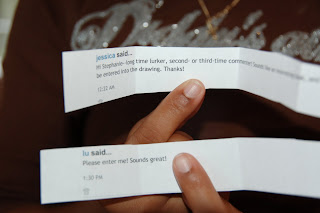 jessica said...
Hi Stephanie- long time lurker, second- or third-time commenter
be entered into the drawing. Thanks!
12:22 AM
lu said...
Please enter me! Sounds great!
1:30 PM